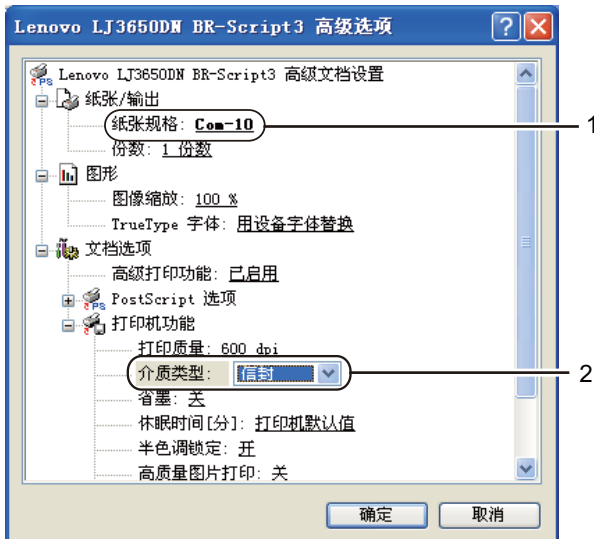 Lenovo LJ3650DN BR-Script3 高级选项
Lenovo LJ3650DN BR-Script3 高级文档设置
纸张/输出
纸张规格: Com-10
1
份数: 1 份数
图形
图像缩放: 100 %
TrueType 字体: 用设备字体替换
文档选项
高级打印功能: 已启用
PS PostScript 选项
打印机功能
打印质量: 600 dpi
介质类型: 信封
2
省墨: 关
休眠时间[分]: 打印机默认值
半色调锁定: 开
高质量图片打印: 关
确定 取消